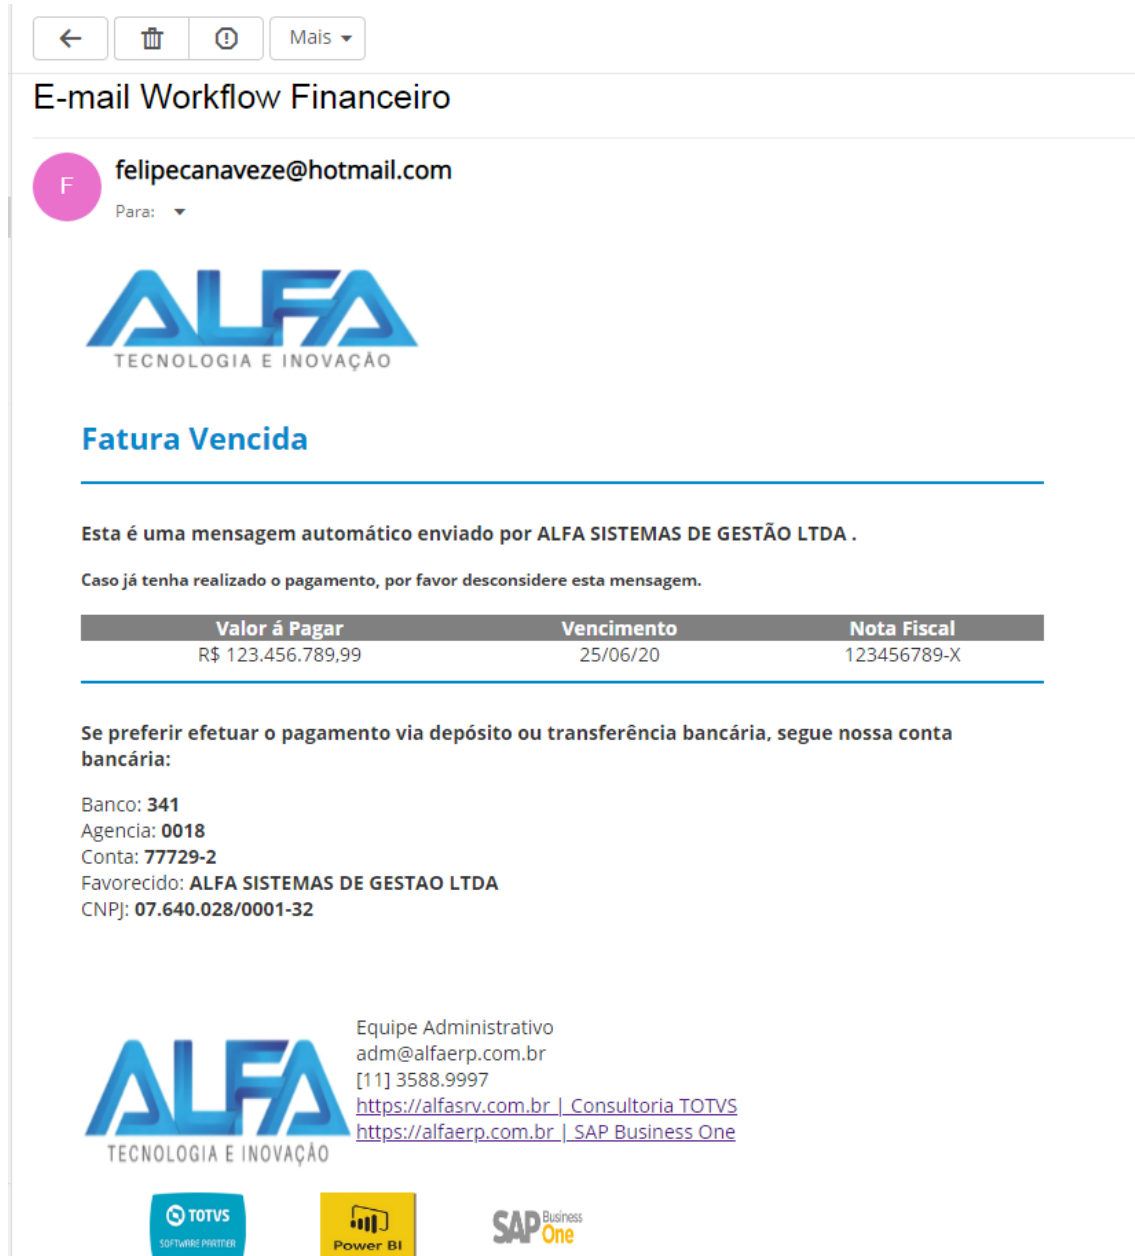 Mais
E-mail Workflow Financeiro
F
felipecanaveze@hotmail.com
Para:
ALFA
TECNOLOGIA E INOVAÇÃO
Fatura Vencida
Esta é uma mensagem automático enviado por ALFA SISTEMAS DE GESTÃO LTDA .
Caso já tenha realizado o pagamento, por favor desconsidere esta mensagem.
Valor á Pagar Vencimento Nota Fiscal
R$ 123.456.789,99 25/06/20 123456789-X
Se preferir efetuar o pagamento via depósito ou transferência bancária, segue nossa conta
bancária:
Banco: 341
Agencia: 0018
Conta: 77729-2
Favorecido: ALFA SISTEMAS DE GESTAO LTDA
CNPJ: 07.640.028/0001-32
Equipe Administrativo
adm@alfaerp.com.br
[11] 3588.9997
https://alfasrv.com.br | Consultoria TOTVS
https://alfaerp.com.br | SAP Business One
ALFA
TECNOLOGIA E INOVAÇÃO
TOTVS
SOFTWARE PARTNER
Power BI
SAP Business
One